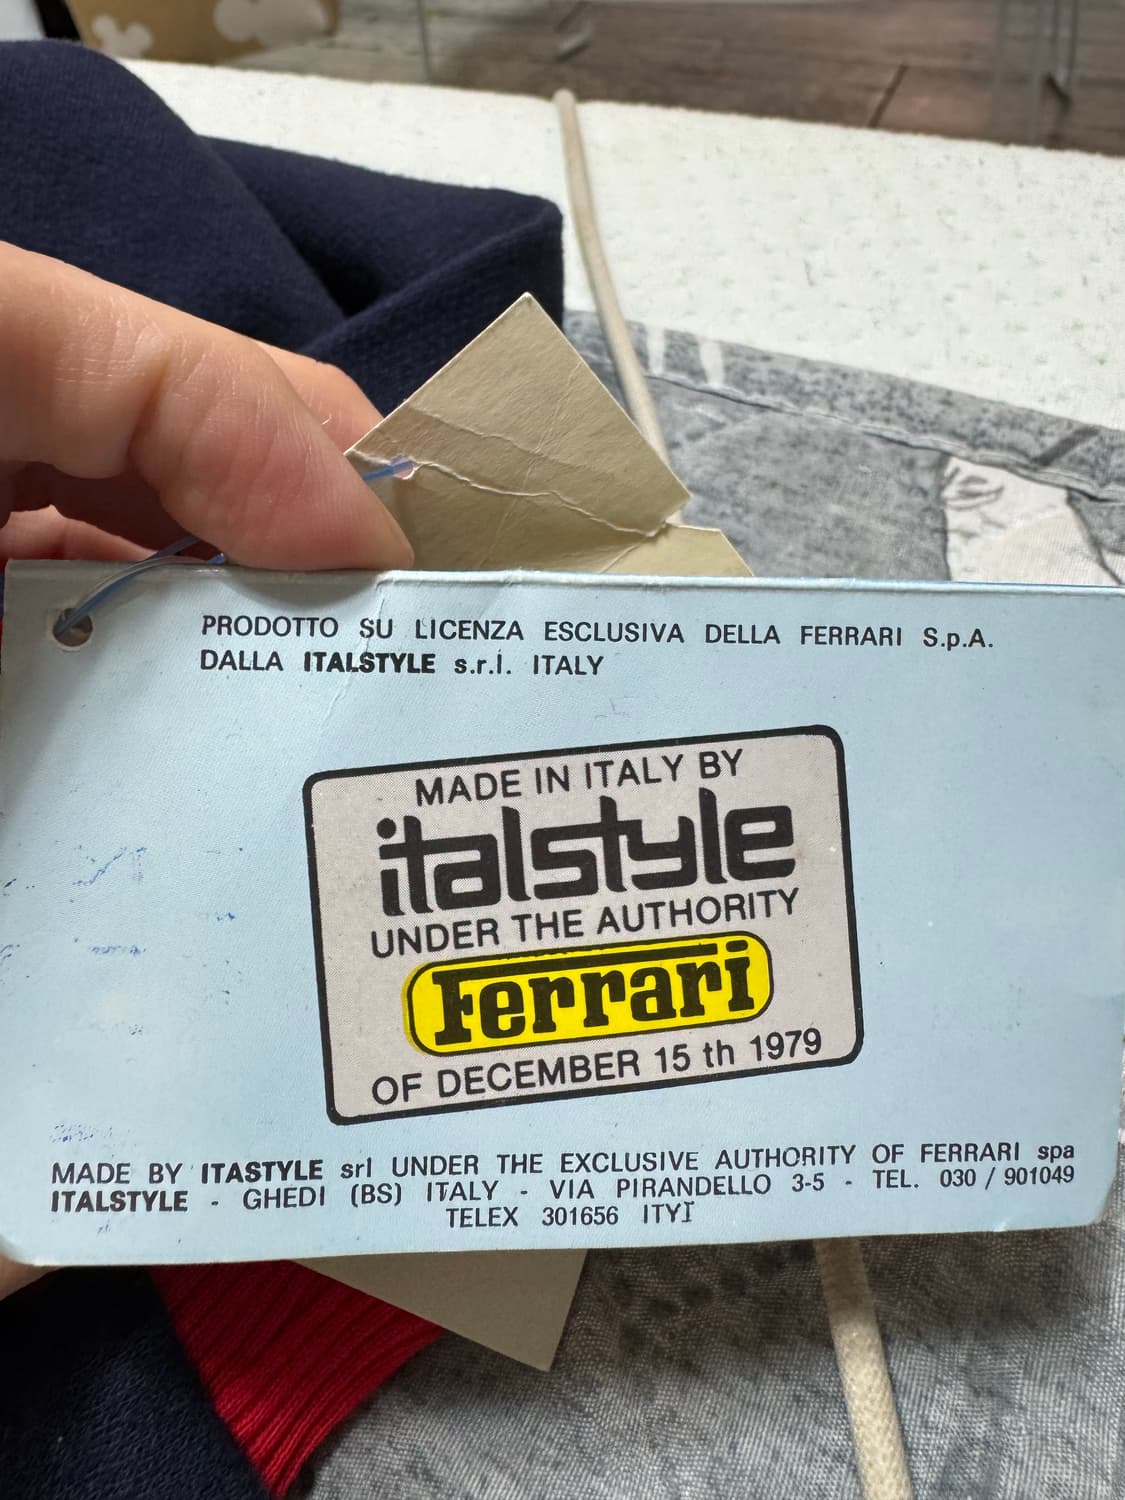 PRODOTTO SU LICENZA ESCLUSIVA DELLA FERRARI S.p.A.
DALLA ITALSTYLE s.r.l. ITALY
MADE IN ITALY BY
italstyle
UNDER THE AUTHORITY
Ferrari
OF DECEMBER 15 th 1979
MADE BY ITASTYLE srl UNDER THE EXCLUSIVE AUTHORITY OF FERRARI spa
ITALSTYLE - GHEDI (BS) ITALY - VIA PIRANDELLO 3-5 - TEL. 030 / 901049
TELEX 301656 ITYI